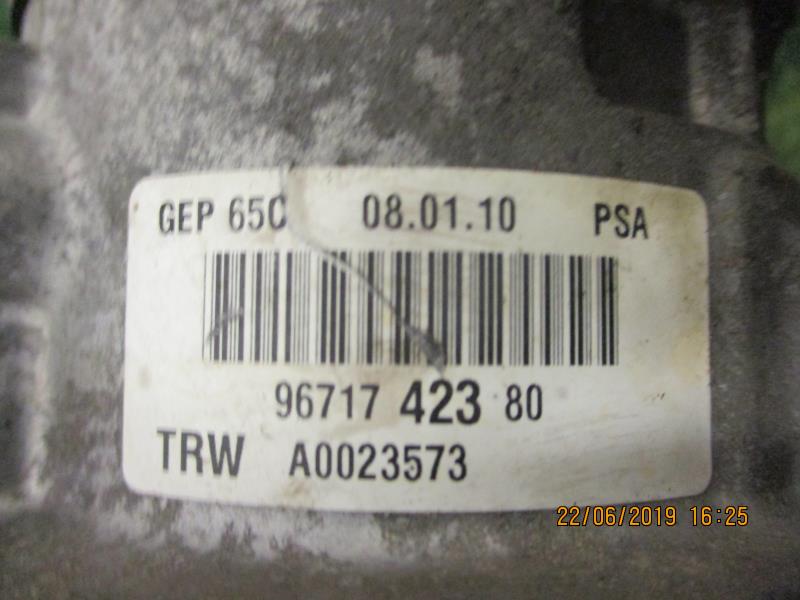 GEP 65C 08.01.10 PSA
96717 423 80
TRW A0023573
22/06/2019 16:25